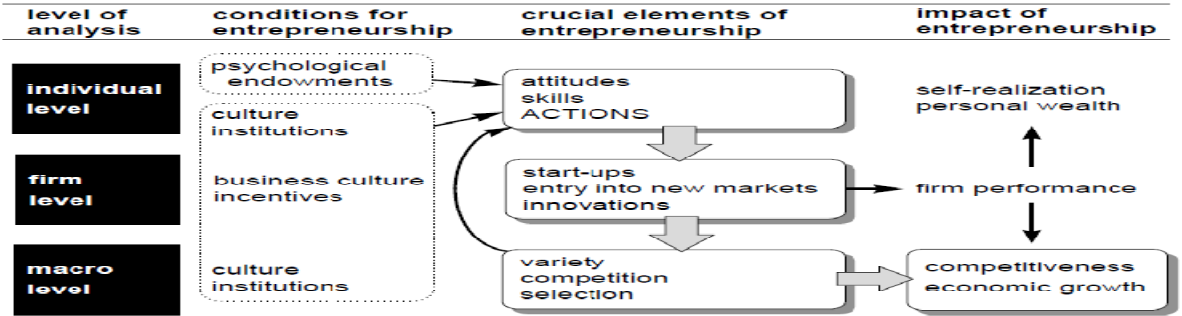 level of analysis
conditions for entrepreneurship
crucial elements of entrepreneurship
impact of entrepreneurship
individual level
psychological endowments
culture
institutions
attitudes
skills
ACTIONS
self-realization
personal wealth
firm level
business culture
incentives
start-ups
entry into new markets
innovations
firm performance
macro level
culture
institutions
variety
competition
selection
competitiveness
economic growth